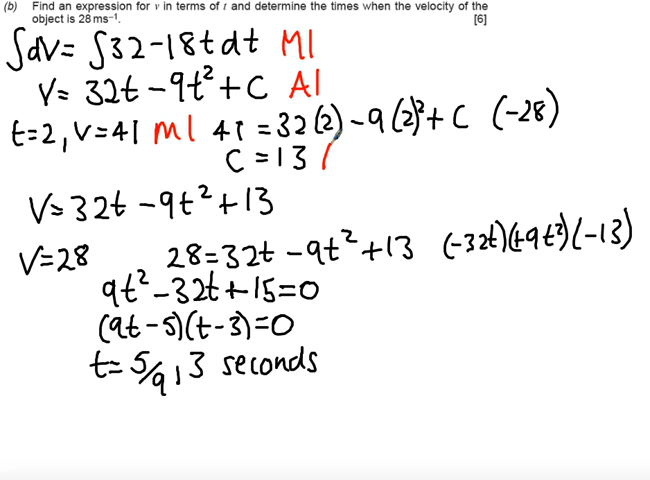 (b) Find an expression for v in terms of t and determine the times when the velocity of the
object is 28 ms⁻¹. [6]
∫dv = ∫32-18t dt M1
V= 32t - 9t² + C A1
t=2, v=41 M1 41 = 32(2) - 9(2)² + C (-28)
C = 13 /
V= 32t - 9t² + 13
V=28 28 = 32t - 9t² + 13 (-32t)(+9t²)(-13)
9t² - 32t + 15 = 0
(9t - 5)(t - 3) = 0
t= 5/9 , 3 seconds